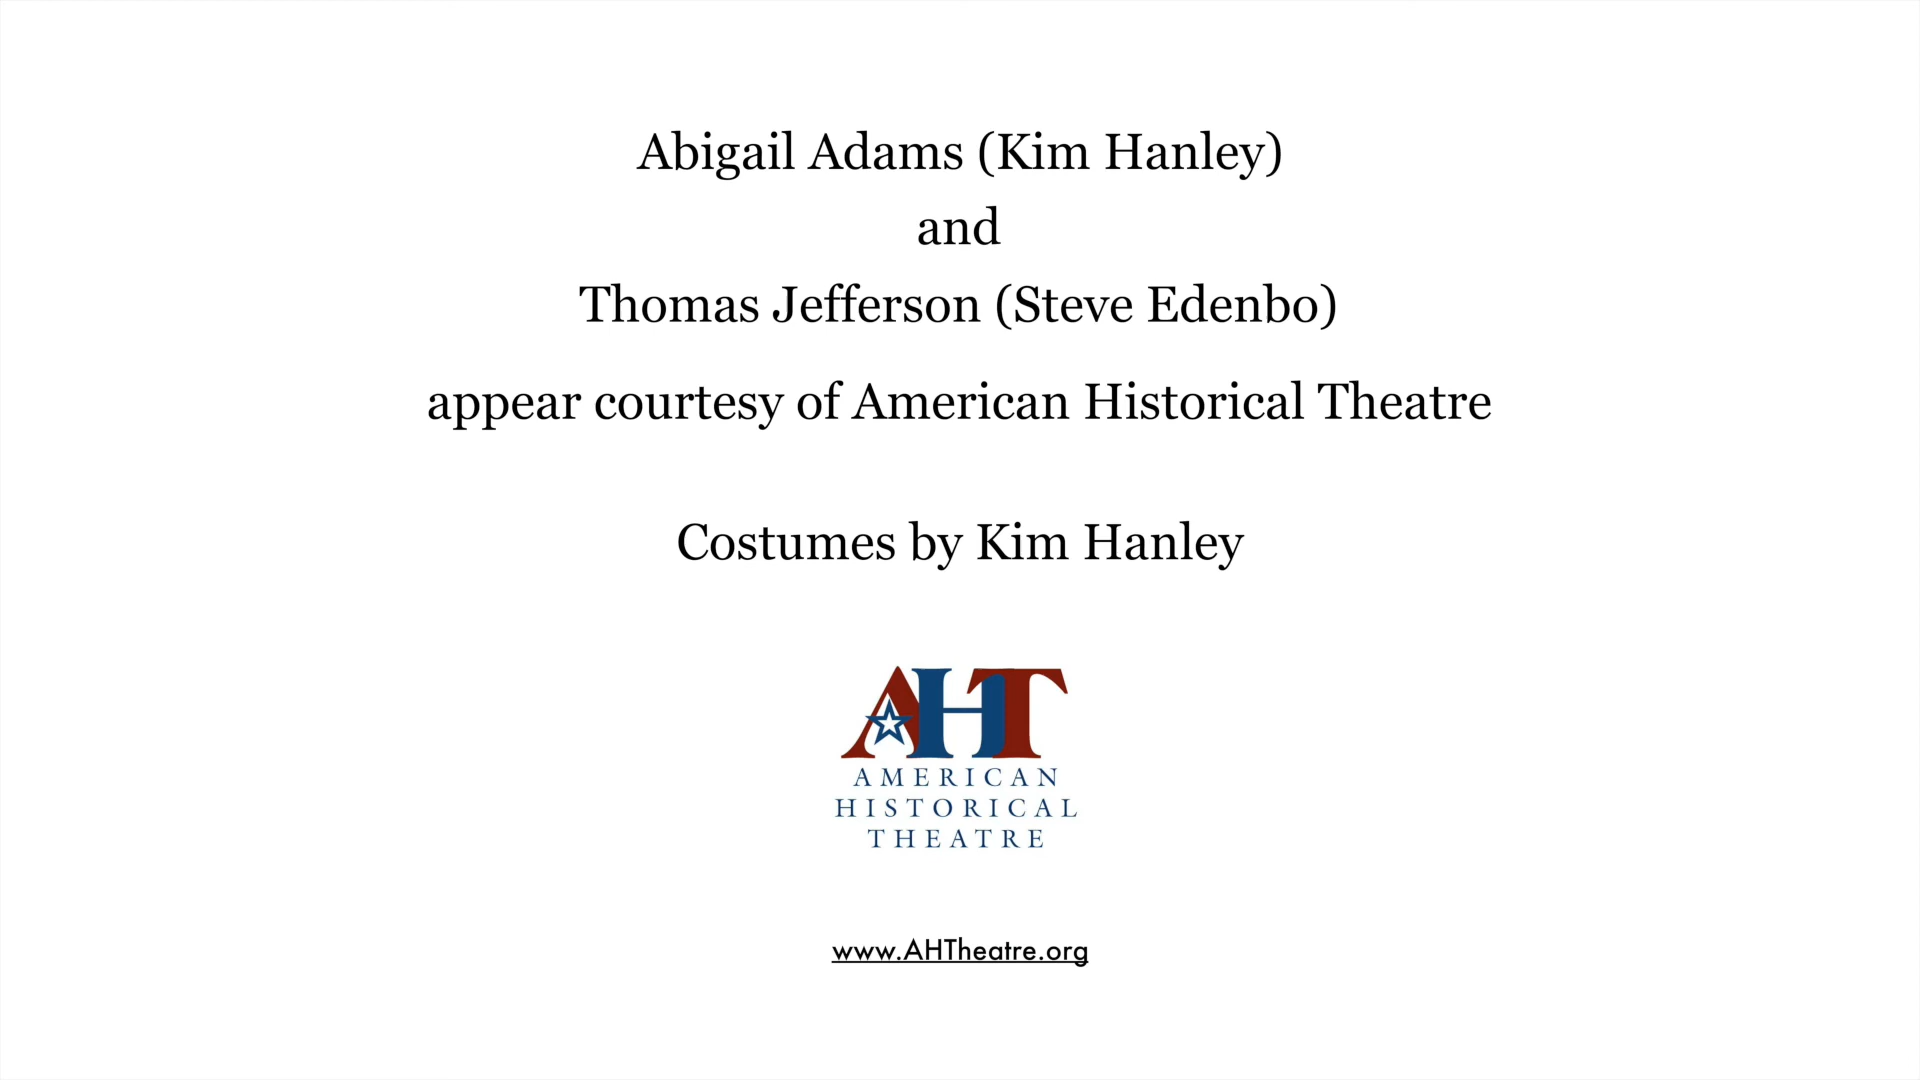 Abigail Adams (Kim Hanley)
and
Thomas Jefferson (Steve Edenbo)
appear courtesy of American Historical Theatre
Costumes by Kim Hanley
AHT
AMERICAN
HISTORICAL
THEATRE
www.AHTheatre.org